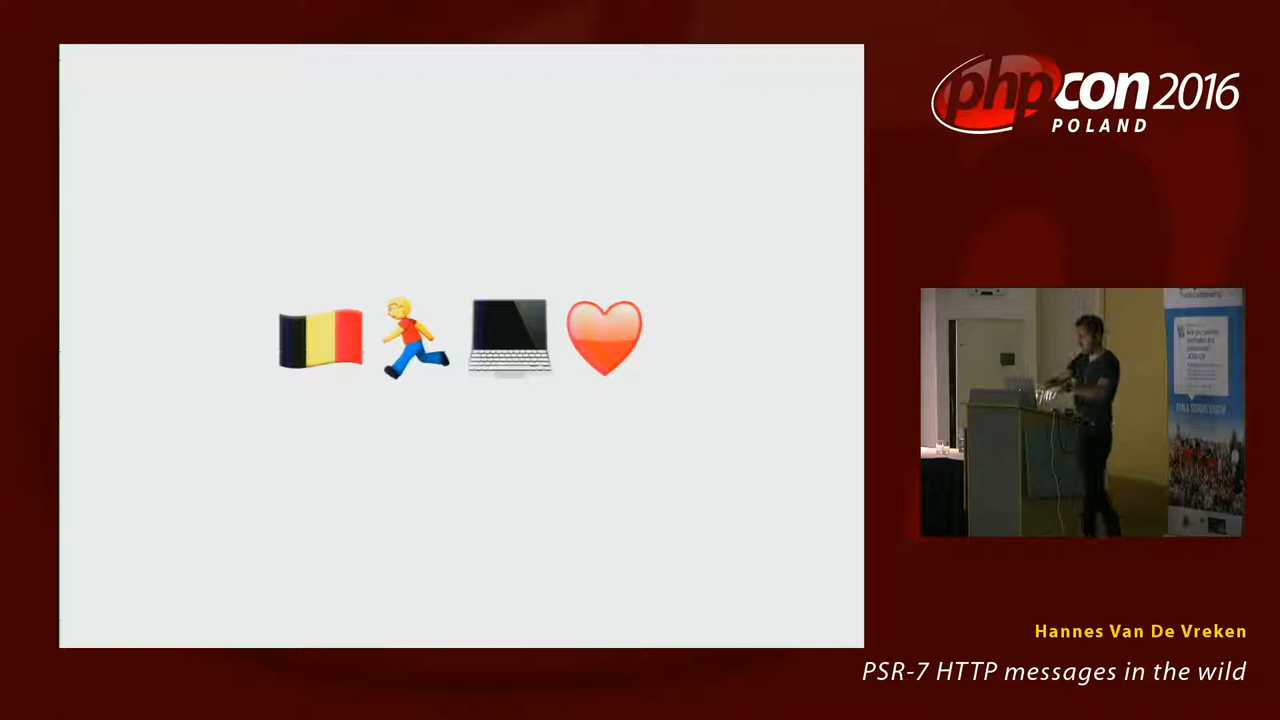 phpcon 2016
POLAND
Hannes Van De Vreken
PSR-7 HTTP messages in the wild